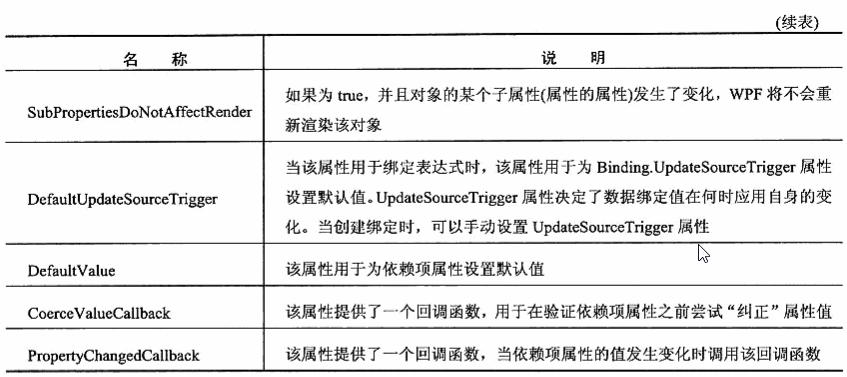 (续表)
名 称
说 明
SubPropertiesDoNotAffectRender
如果为 true，并且对象的某个子属性(属性的属性)发生了变化，WPF 将不会重
新渲染该对象
DefaultUpdateSourceTrigger
当该属性用于绑定表达式时，该属性用于为 Binding.UpdateSourceTrigger 属性
设置默认值。UpdateSourceTrigger 属性决定了数据绑定值在何时应用自身的变
化。当创建绑定时，可以手动设置 UpdateSourceTrigger 属性
DefaultValue
该属性用于为依赖项属性设置默认值
CoerceValueCallback
该属性提供了一个回调函数，用于在验证依赖项属性之前尝试“纠正”属性值
PropertyChangedCallback
该属性提供了一个回调函数，当依赖项属性的值发生变化时调用该回调函数